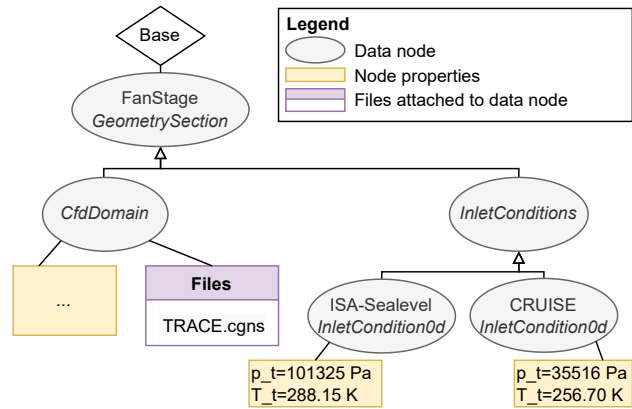 Base
Legend
Data node
Node properties
Files attached to data node
FanStage
GeometrySection
CfdDomain
InletConditions
...
Files
TRACE.cgns
ISA-Sealevel
InletCondition0d
CRUISE
InletCondition0d
p_t=101325 Pa
T_t=288.15 K
p_t=35516 Pa
T_t=256.70 K